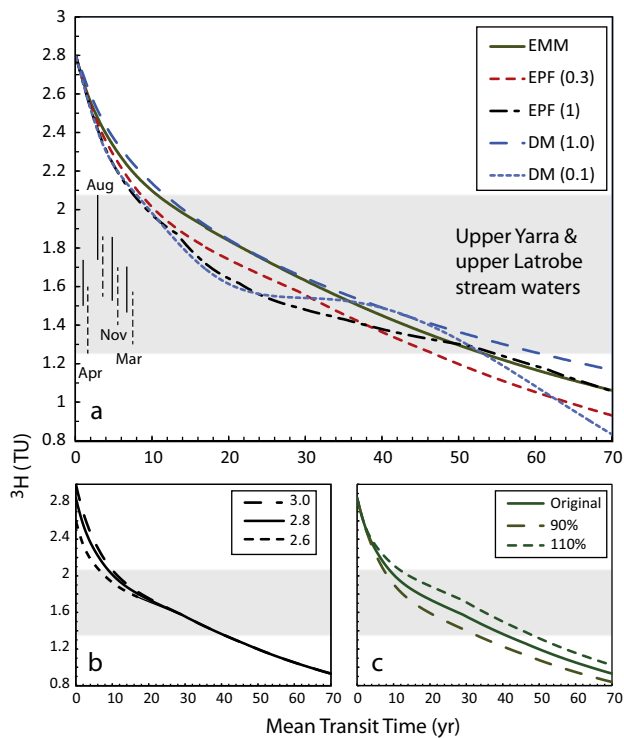 3
2.8
2.6
2.4
2.2
2
1.8
1.6
1.4
1.2
1
0.8
0 10 20 30 40 50 60 70
EMM
EPF (0.3)
EPF (1)
DM (1.0)
DM (0.1)
Aug
Nov
Apr
Mar
Upper Yarra &
upper Latrobe
stream waters
a
³H (TU)
2.8
2.4
2
1.6
1.2
0.8
0 10 20 30 40 50 60 70
3.0
2.8
2.6
b
0 10 20 30 40 50 60 70
Original
90%
110%
c
Mean Transit Time (yr)